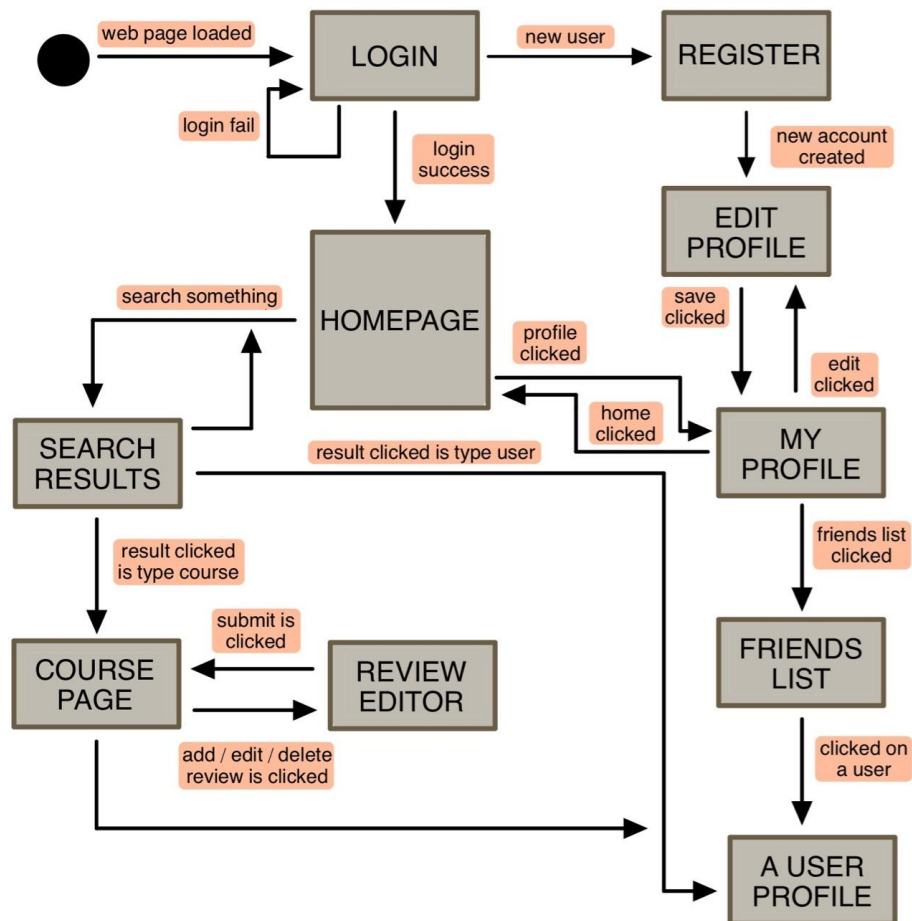 web page loaded
LOGIN
new user
REGISTER
login fail
login
success
new account
created
EDIT
PROFILE
search something
HOMEPAGE
save
clicked
profile
clicked
edit
clicked
home
clicked
SEARCH
RESULTS
result clicked is type user
MY
PROFILE
result clicked
is type course
friends list
clicked
submit is
clicked
COURSE
PAGE
REVIEW
EDITOR
FRIENDS
LIST
add / edit / delete
review is clicked
clicked on
a user
A USER
PROFILE